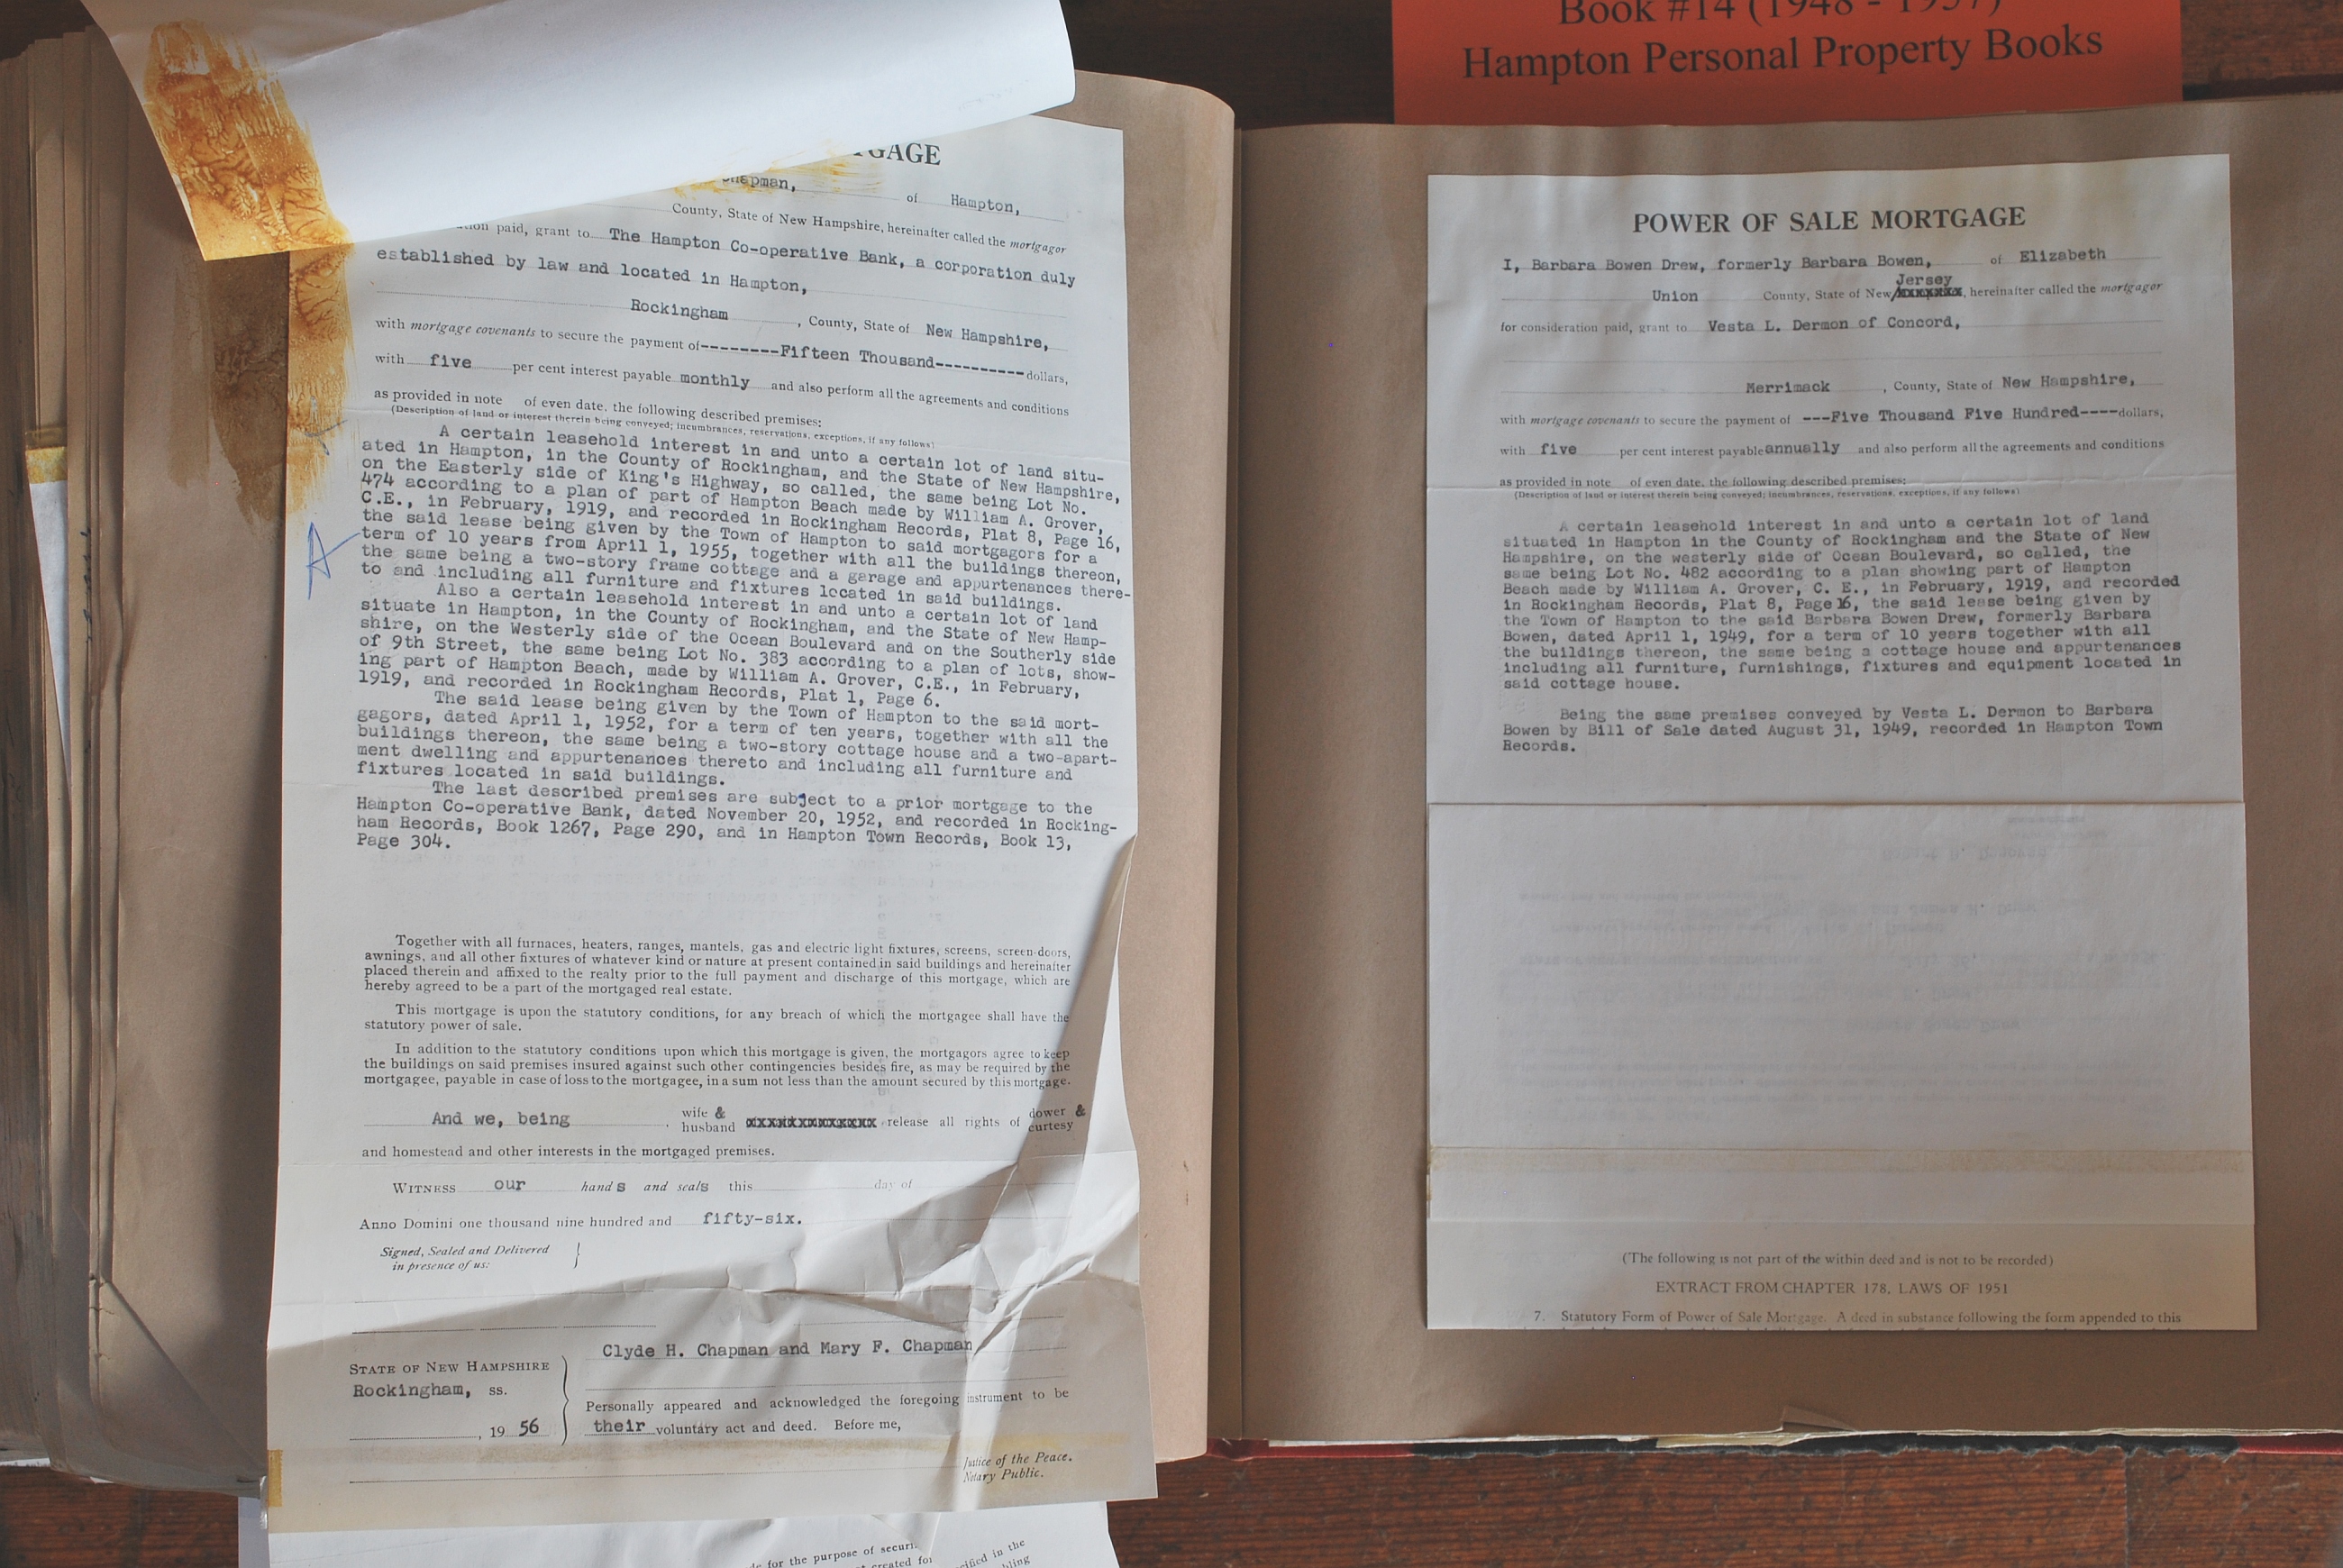 Book #14 (1948 - 1957)
Hampton Personal Property Books
Chapman, of Hampton,
County, State of New Hampshire, hereinafter called the mortgagor
paid, grant to The Hampton Co-operative Bank, a corporation duly
established by law and located in Hampton,
Rockingham , County, State of New Hampshire,
with mortgage covenants to secure the payment of--------Fifteen Thousand----------dollars,
with five per cent interest payable monthly and also perform all the agreements and conditions
as provided in note of even date, the following described premises:
(Description of land or interest therein being conveyed; incumbrances, reservations, exceptions, if any follows)
A certain leasehold interest in and unto a certain lot of land situ-
ated in Hampton, in the County of Rockingham, and the State of New Hampshire,
on the Easterly side of King's Highway, so called, the same being Lot No.
474 according to a plan of part of Hampton Beach made by William A. Grover,
C.E., in February, 1919, and recorded in Rockingham Records, Plat 8, Page 16,
the said lease being given by the Town of Hampton to said mortgagors for a
term of 10 years from April 1, 1955, together with all the buildings thereon,
the same being a two-story frame cottage and a garage and appurtenances there-
to and including all furniture and fixtures located in said buildings.
Also a certain leasehold interest in and unto a certain lot of land
situate in Hampton, in the County of Rockingham, and the State of New Hamp-
shire, on the Westerly side of the Ocean Boulevard and on the Southerly side
of 9th Street, the same being Lot No. 383 according to a plan of lots, show-
ing part of Hampton Beach, made by William A. Grover, C.E., in February,
1919, and recorded in Rockingham Records, Plat 1, Page 6.
The said lease being given by the Town of Hampton to the said mort-
gagors, dated April 1, 1952, for a term of ten years, together with all the
buildings thereon, the same being a two-story cottage house and a two-apart-
ment dwelling and appurtenances thereto and including all furniture and
fixtures located in said buildings.
The last described premises are subject to a prior mortgage to the
Hampton Co-operative Bank, dated November 20, 1952, and recorded in Rocking-
ham Records, Book 1267, Page 290, and in Hampton Town Records, Book 13,
Page 304.
Together with all furnaces, heaters, ranges, mantels, gas and electric light fixtures, screens, screen-doors,
awnings, and all other fixtures of whatever kind or nature at present contained in said buildings and hereinafter
placed therein and affixed to the realty prior to the full payment and discharge of this mortgage, which are
hereby agreed to be a part of the mortgaged real estate.
This mortgage is upon the statutory conditions, for any breach of which the mortgagee shall have the
statutory power of sale.
In addition to the statutory conditions upon which this mortgage is given, the mortgagors agree to keep
the buildings on said premises insured against such other contingencies besides fire, as may be required by the
mortgagee, payable in case of loss to the mortgagee, in a sum not less than the amount secured by this mortgage.
And we, being , wife & husband release all rights of dower & curtesy
and homestead and other interests in the mortgaged premises.
WITNESS our hands and seals this day of
Anno Domini one thousand nine hundred and fifty-six.
Signed, Sealed and Delivered
in presence of us:
Clyde H. Chapman and Mary F. Chapman
STATE OF NEW HAMPSHIRE
Rockingham, ss.
, 19 56
Personally appeared and acknowledged the foregoing instrument to be
their voluntary act and deed. Before me,
Justice of the Peace.
Notary Public.
for the purpose of
POWER OF SALE MORTGAGE
I, Barbara Bowen Drew, formerly Barbara Bowen, of Elizabeth
Jersey
Union County, State of New , hereinafter called the mortgagor
for consideration paid, grant to Vesta L. Dermon of Concord,
Merrimack , County, State of New Hampshire,
with mortgage covenants to secure the payment of ---Five Thousand Five Hundred----dollars,
with five per cent interest payable annually and also perform all the agreements and conditions
as provided in note of even date, the following described premises:
(Description of land or interest therein being conveyed; incumbrances, reservations, exceptions, if any follows)
A certain leasehold interest in and unto a certain lot of land
situated in Hampton in the County of Rockingham and the State of New
Hampshire, on the westerly side of Ocean Boulevard, so called, the
same being Lot No. 482 according to a plan showing part of Hampton
Beach made by William A. Grover, C. E., in February, 1919, and recorded
in Rockingham Records, Plat 8, Page 16, the said lease being given by
the Town of Hampton to the said Barbara Bowen Drew, formerly Barbara
Bowen, dated April 1, 1949, for a term of 10 years together with all
the buildings thereon, the same being a cottage house and appurtenances
including all furniture, furnishings, fixtures and equipment located in
said cottage house.
Being the same premises conveyed by Vesta L. Dermon to Barbara
Bowen by Bill of Sale dated August 31, 1949, recorded in Hampton Town
Records.
(The following is not part of the within deed and is not to be recorded)
EXTRACT FROM CHAPTER 178, LAWS OF 1951
7. Statutory Form of Power of Sale Mortgage. A deed in substance following the form appended to this